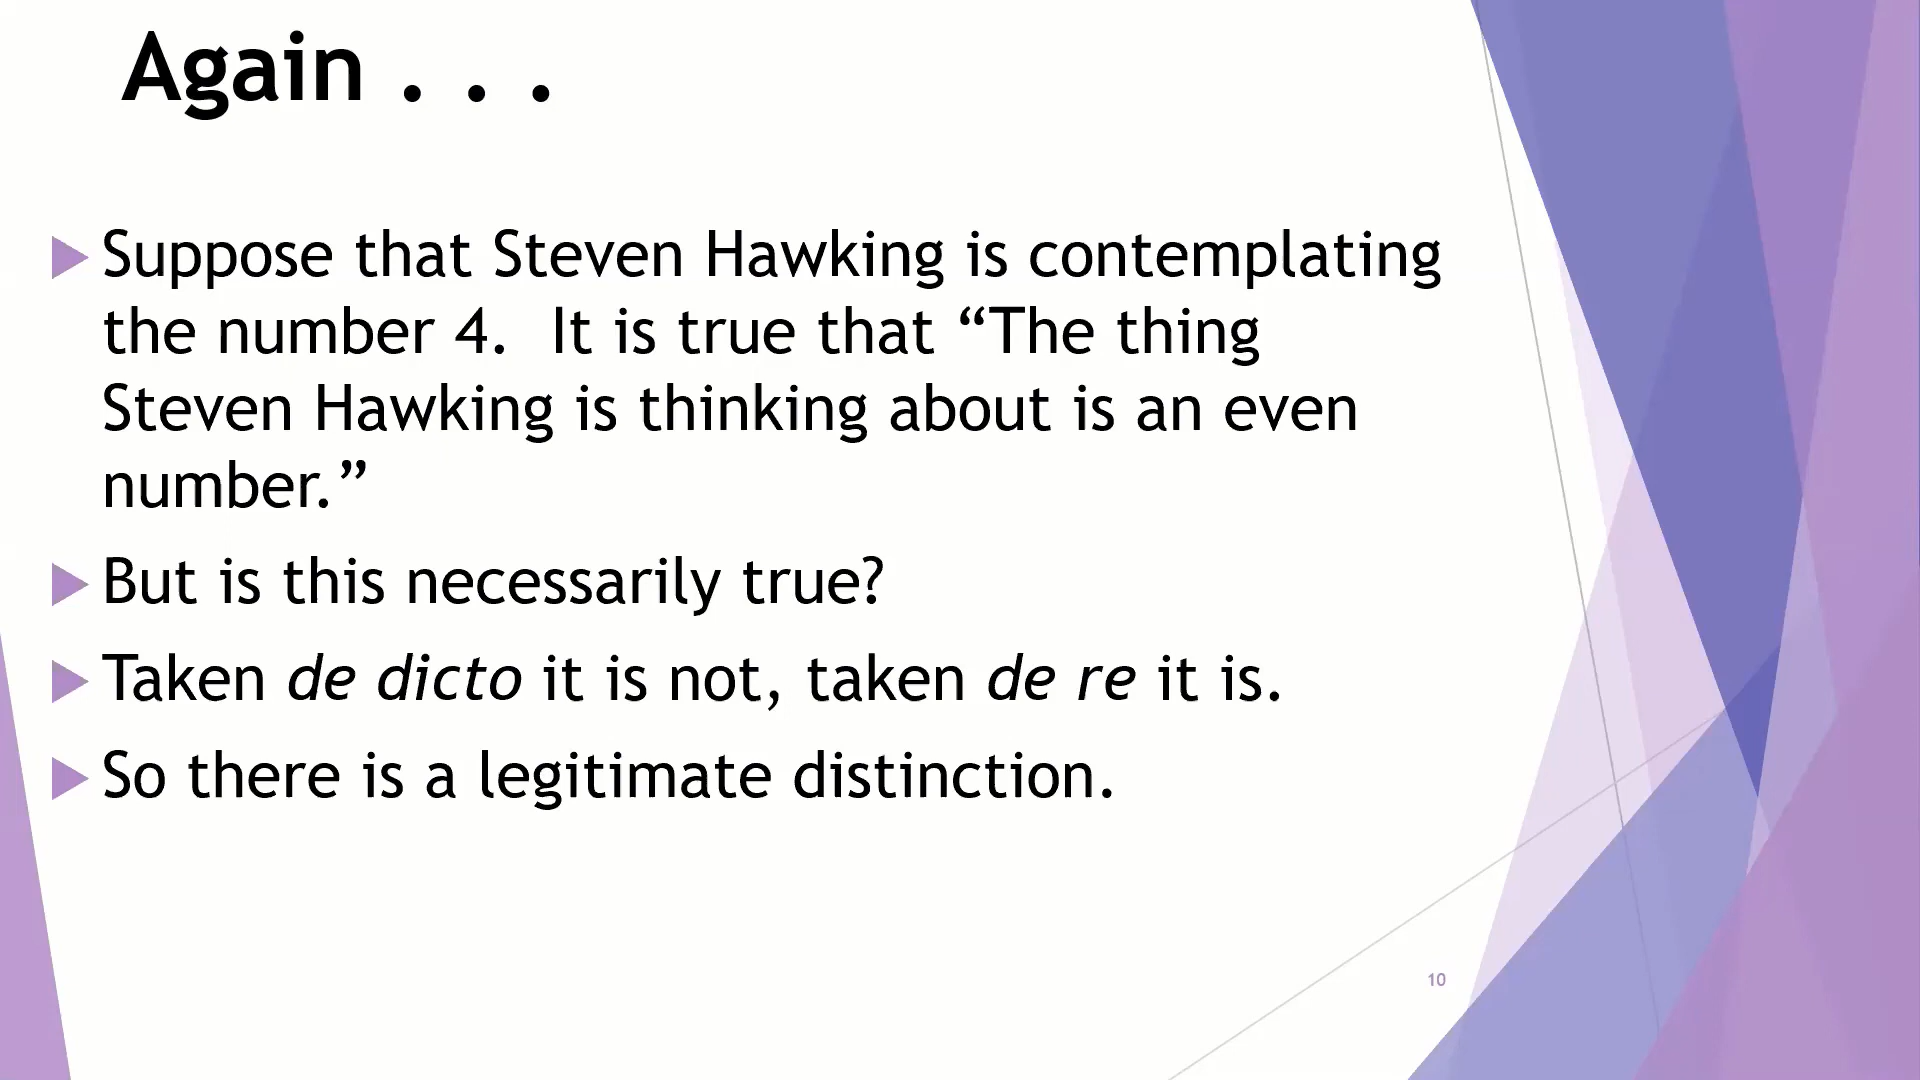 Again . . .
Suppose that Steven Hawking is contemplating
the number 4.  It is true that “The thing
Steven Hawking is thinking about is an even
number.”
But is this necessarily true?
Taken de dicto it is not, taken de re it is.
So there is a legitimate distinction.
10